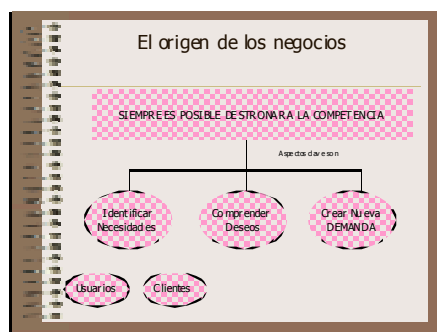 El origen de los negocios
SIEMPRE ES POSIBLE DESTRONAR A LA COMPETENCIA
Aspectos clave son
Identificar
Necesidades
Comprender
Deseos
Crear Nueva
DEMANDA
Usuarios
Clientes